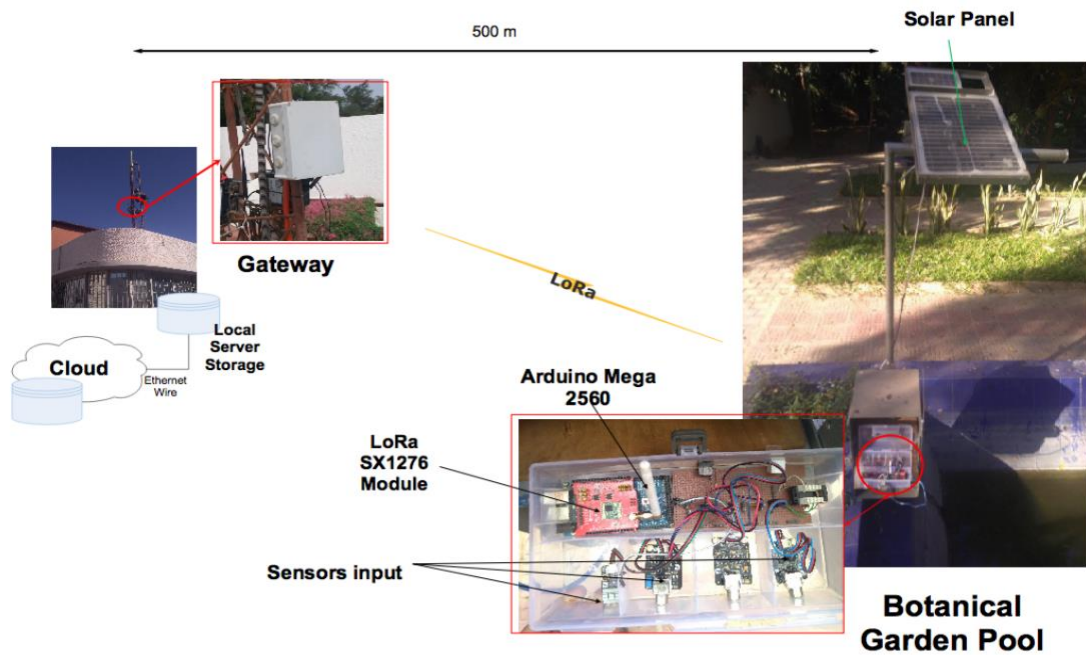 Solar Panel
500 m
Gateway
LoRa
Local
Server
Storage
Cloud
Ethernet
Wire
Arduino Mega
2560
LoRa
SX1276
Module
Sensors input
Botanical
Garden Pool